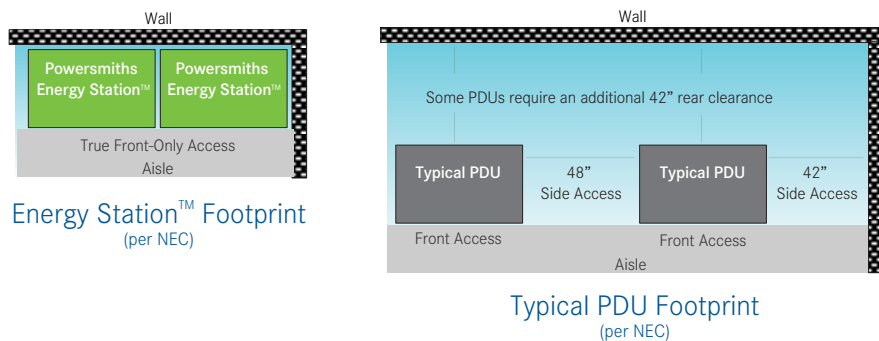 Wall
Powersmiths
Energy Station™
Powersmiths
Energy Station™
True Front-Only Access
Aisle
Energy Station™ Footprint
(per NEC)
Wall
Some PDUs require an additional 42” rear clearance
Typical PDU
48”
Side Access
Typical PDU
42”
Side Access
Front Access
Front Access
Aisle
Typical PDU Footprint
(per NEC)